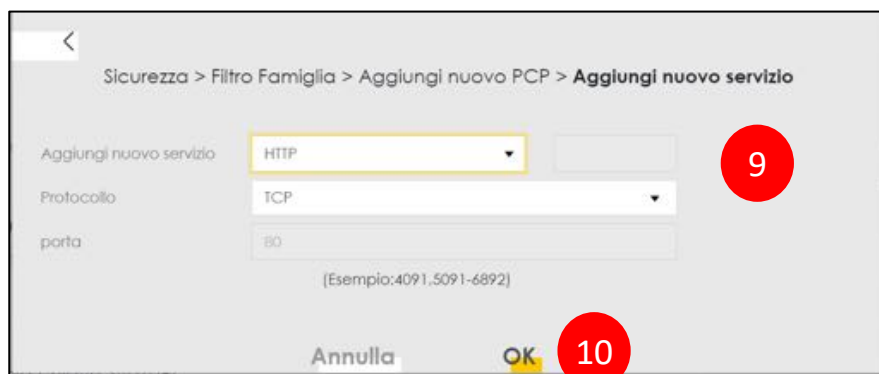 Sicurezza > Filtro Famiglia > Aggiungi nuovo PCP > Aggiungi nuovo servizio
Aggiungi nuovo servizio HTTP
9
Protocollo TCP
porta 80
(Esempio:4091,5091-6892)
Annulla OK 10